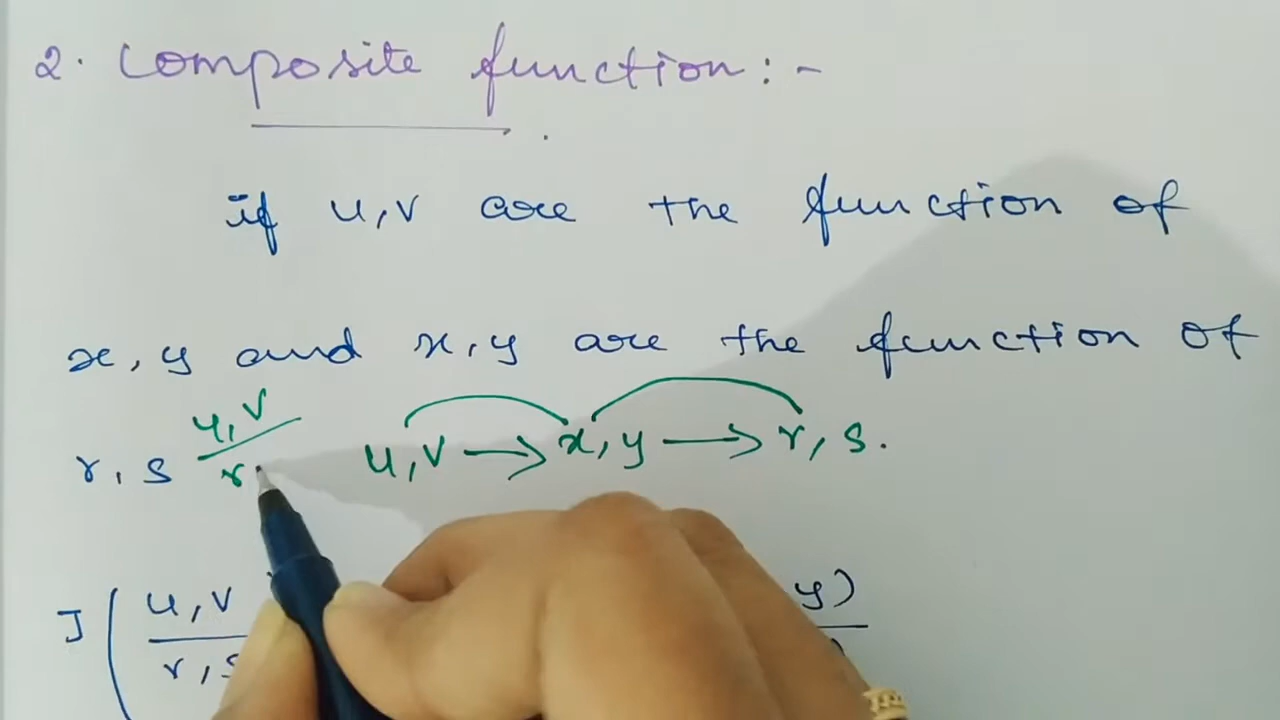 2. Composite function:-
if u,v are the function of
x,y and x,y are the function of
r,s u,v/r, u,v → x,y → r,s.
J( u,v y)
r,s